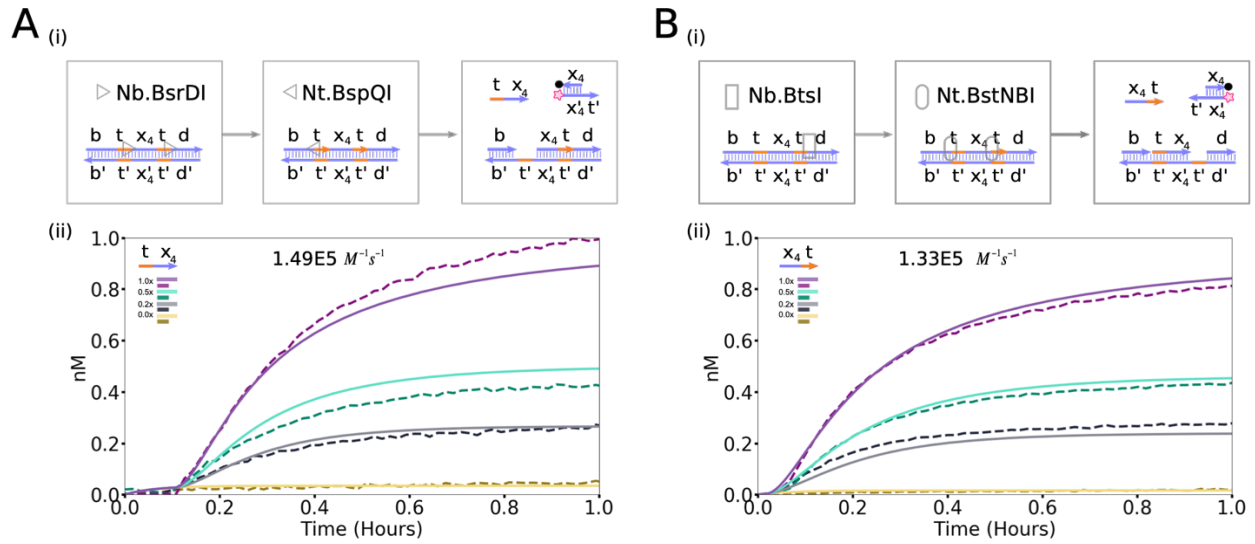 A
(i)
Nb.BsrDI
b t x4 t d
b' t' x'4 t' d'
Nt.BspQI
b t x4 t d
b' t' x'4 t' d'
t x4
x4
x'4 t'
b x4 t d
b' t' x'4 t' d'
(ii)
t x4
1.0x
0.5x
0.2x
0.0x
1.49E5 M⁻¹s⁻¹
nM
1.0
0.8
0.6
0.4
0.2
0.0
0.0 0.2 0.4 0.6 0.8 1.0
Time (Hours)
B
(i)
Nb.BtsI
b t x4 t d
b' t' x'4 t' d'
Nt.BstNBI
b t x4 t d
b' t' x'4 t' d'
x4 t
x4
t' x'4
b t x4 d
b' t' x'4 t' d'
(ii)
x4 t
1.0x
0.5x
0.2x
0.0x
1.33E5 M⁻¹s⁻¹
nM
1.0
0.8
0.6
0.4
0.2
0.0
0.0 0.2 0.4 0.6 0.8 1.0
Time (Hours)